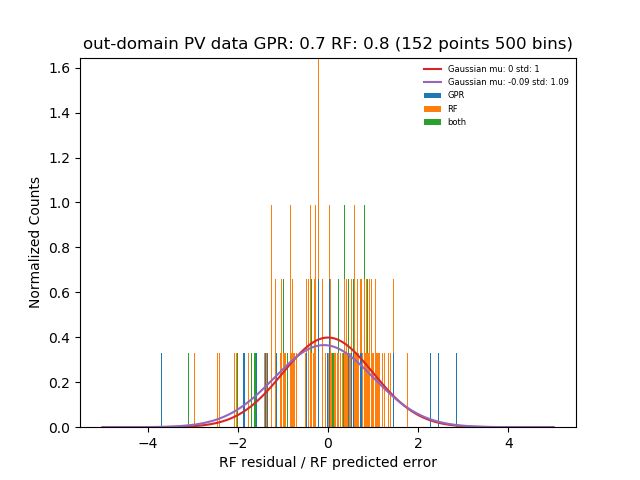 out-domain PV data GPR: 0.7 RF: 0.8 (152 points 500 bins)
Gaussian mu: 0 std: 1
Gaussian mu: -0.09 std: 1.09
GPR
RF
both
Normalized Counts
1.6
1.4
1.2
1.0
0.8
0.6
0.4
0.2
0.0
−4
−2
0
2
4
RF residual / RF predicted error